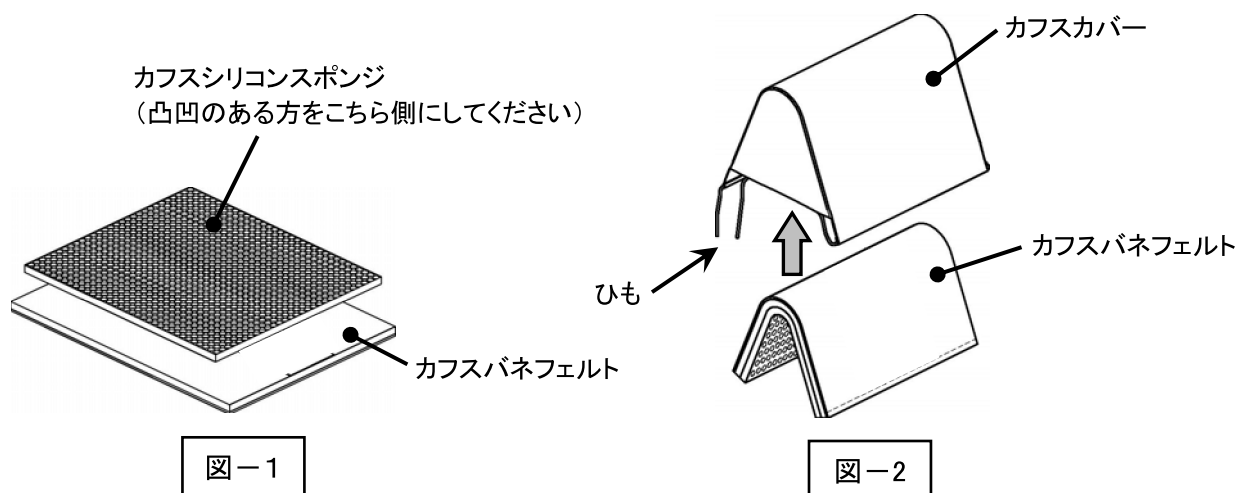 カフスシリコンスポンジ
（凸凹のある方をこちら側にしてください）
カフスバネフェルト
図－1
カフスカバー
カフスバネフェルト
ひも
図－2